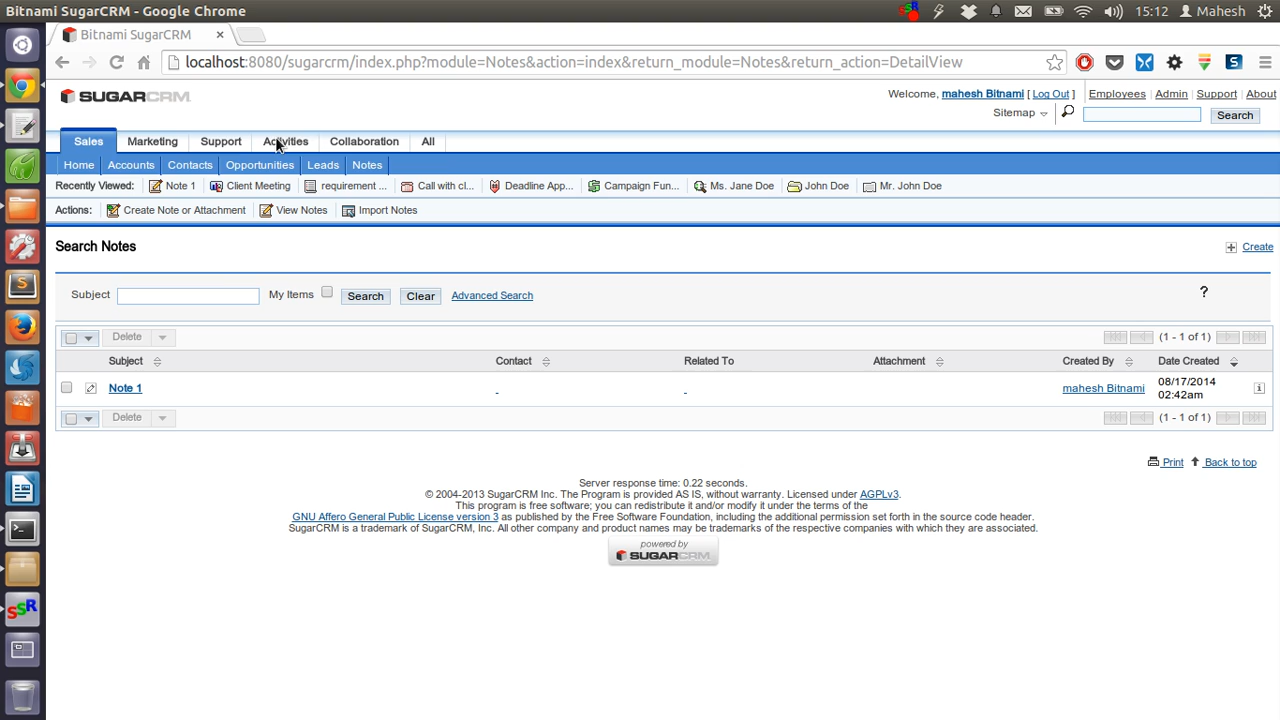 Bitnami SugarCRM - Google Chrome 15:12 Mahesh
Bitnami SugarCRM ×
localhost:8080/sugarcrm/index.php?module=Notes&action=index&return_module=Notes&return_action=DetailView
SUGARCRM Welcome, mahesh Bitnami [ Log Out ] Employees | Admin | Support | About
Sitemap Search
Sales Marketing Support Activities Collaboration All
Home Accounts Contacts Opportunities Leads Notes
Recently Viewed: Note 1 Client Meeting requirement ... Call with cl... Deadline App... Campaign Fun... Ms. Jane Doe John Doe Mr. John Doe
Actions: Create Note or Attachment View Notes Import Notes
Search Notes Create
Subject My Items Search Clear Advanced Search ?
Delete (1 - 1 of 1)
Subject Contact Related To Attachment Created By Date Created
Note 1 - - mahesh Bitnami 08/17/2014
02:42am
Delete (1 - 1 of 1)
Print Back to top
Server response time: 0.22 seconds.
© 2004-2013 SugarCRM Inc. The Program is provided AS IS, without warranty. Licensed under AGPLv3.
This program is free software; you can redistribute it and/or modify it under the terms of the
GNU Affero General Public License version 3 as published by the Free Software Foundation, including the additional permission set forth in the source code header.
SugarCRM is a trademark of SugarCRM, Inc. All other company and product names may be trademarks of the respective companies with which they are associated.
powered by
SUGARCRM